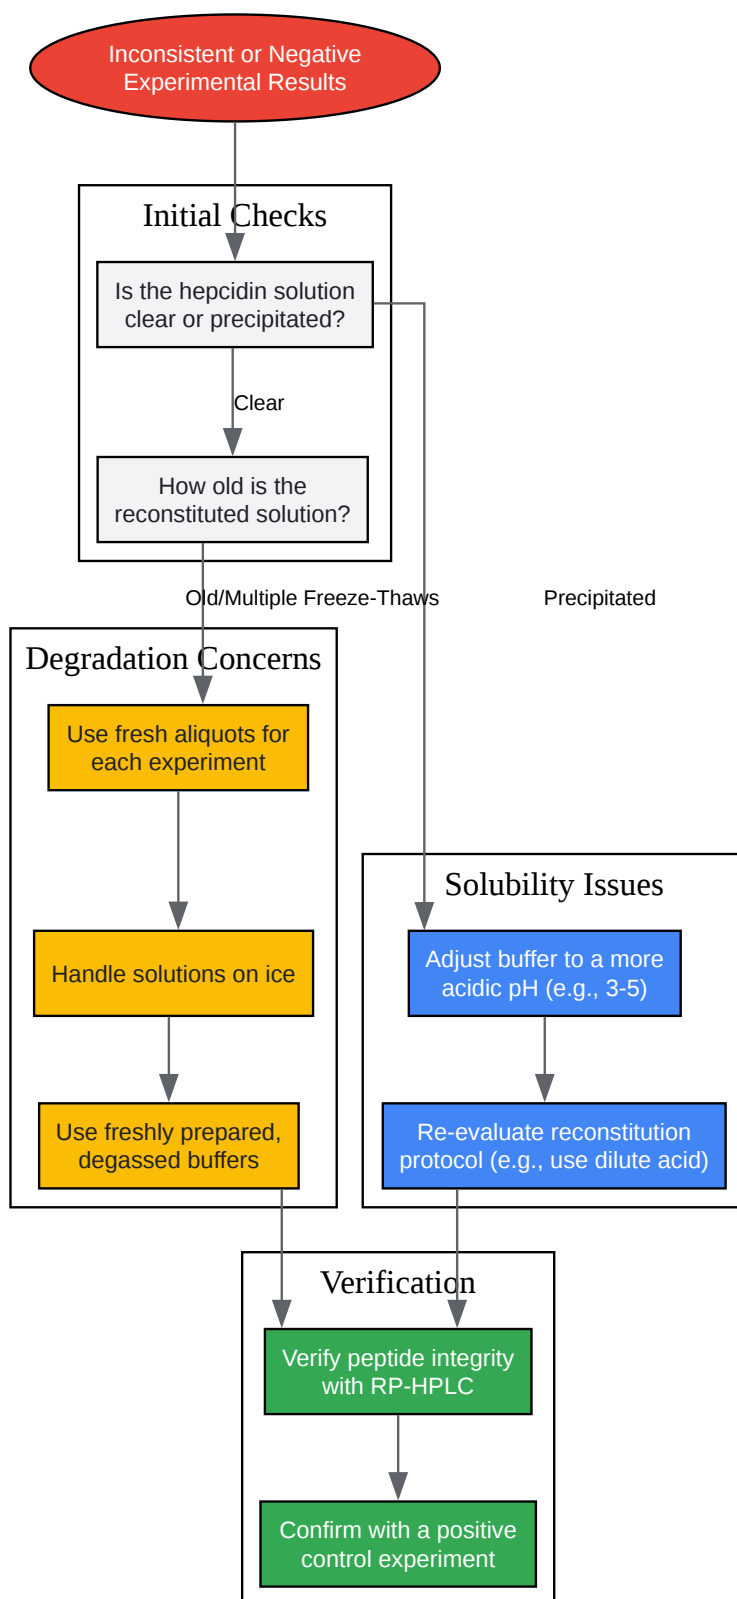 Inconsistent or Negative
Experimental Results
Initial Checks
Is the hepcidin solution
clear or precipitated?
Clear
How old is the
reconstituted solution?
Old/Multiple Freeze-Thaws
Precipitated
Degradation Concerns
Use fresh aliquots for
each experiment
Handle solutions on ice
Use freshly prepared,
degassed buffers
Solubility Issues
Adjust buffer to a more
acidic pH (e.g., 3-5)
Re-evaluate reconstitution
protocol (e.g., use dilute acid)
Verification
Verify peptide integrity
with RP-HPLC
Confirm with a positive
control experiment